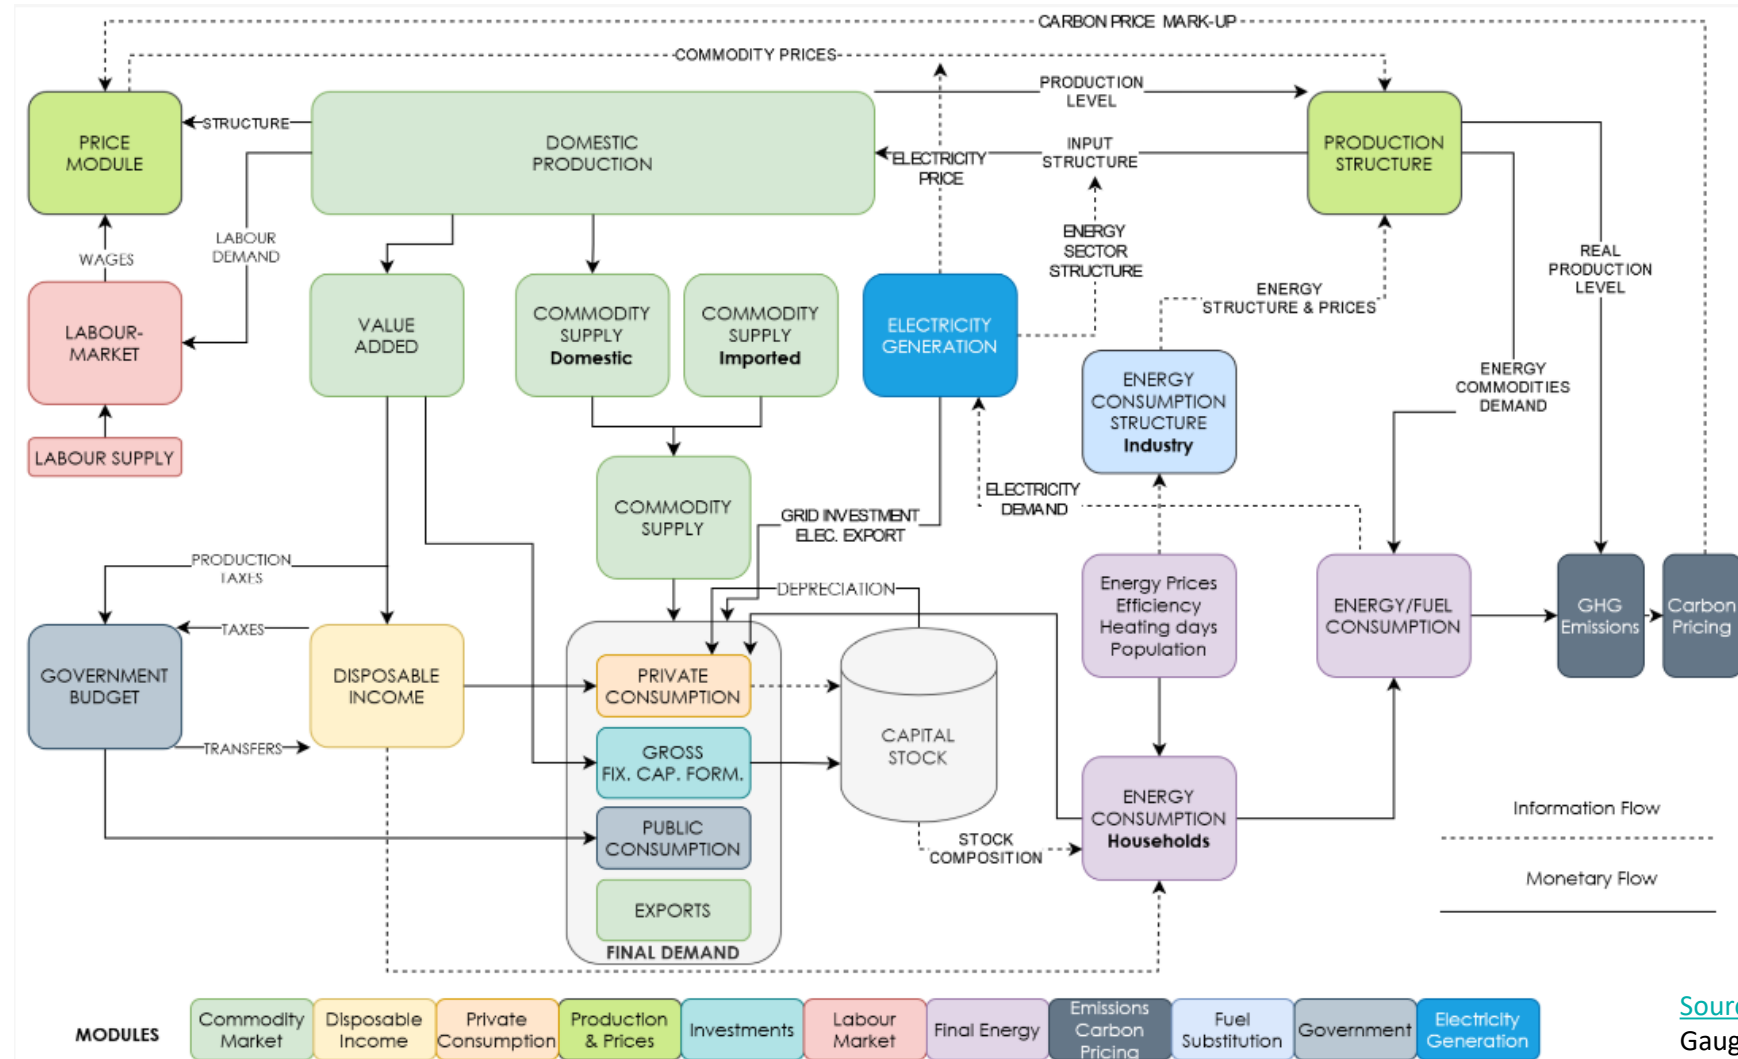 CARBON PRICE MARK-UP
COMMODITY PRICES
PRICE
MODULE
STRUCTURE
DOMESTIC
PRODUCTION
PRODUCTION
LEVEL
INPUT
STRUCTURE
PRODUCTION
STRUCTURE
ELECTRICITY
PRICE
WAGES
LABOUR
DEMAND
ENERGY
SECTOR
STRUCTURE
REAL
PRODUCTION
LEVEL
LABOUR-
MARKET
VALUE
ADDED
COMMODITY
SUPPLY
Domestic
COMMODITY
SUPPLY
Imported
ELECTRICITY
GENERATION
ENERGY
STRUCTURE & PRICES
ENERGY
CONSUMPTION
STRUCTURE
Industry
ENERGY
COMMODITIES
DEMAND
LABOUR SUPPLY
COMMODITY
SUPPLY
GRID INVESTMENT
ELEC. EXPORT
ELECTRICITY
DEMAND
PRODUCTION
TAXES
DEPRECIATION
Energy Prices
Efficiency
Heating days
Population
ENERGY/FUEL
CONSUMPTION
GHG
Emissions
Carbon
Pricing
TAXES
GOVERNMENT
BUDGET
DISPOSABLE
INCOME
TRANSFERS
PRIVATE
CONSUMPTION
GROSS
FIX. CAP. FORM.
PUBLIC
CONSUMPTION
EXPORTS
FINAL DEMAND
CAPITAL
STOCK
STOCK
COMPOSITION
ENERGY
CONSUMPTION
Households
Information Flow
Monetary Flow
MODULES
Commodity
Market
Disposable
Income
Private
Consumption
Production
& Prices
Investments
Labour
Market
Final Energy
Emissions
Carbon
Pricing
Fuel
Substitution
Government
Electricity
Generation
Sour
Gaug